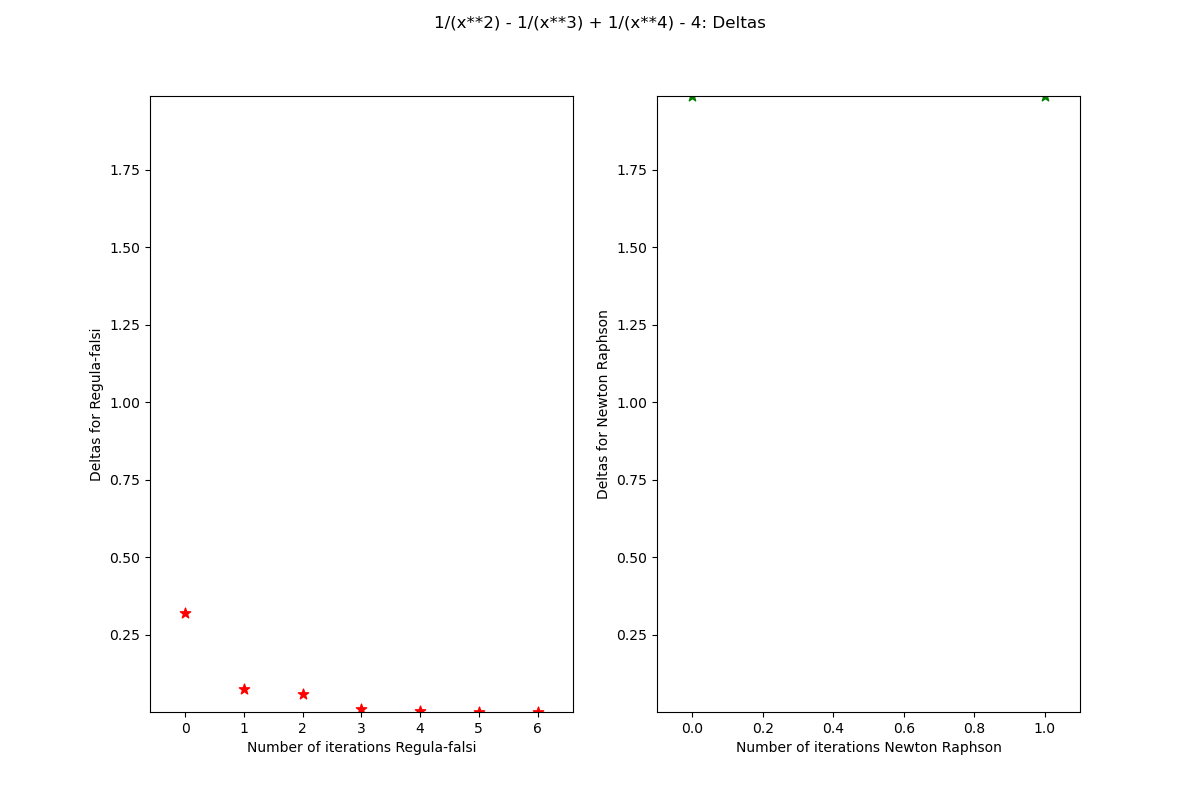 1/(x**2) - 1/(x**3) + 1/(x**4) - 4: Deltas
Deltas for Regula-falsi
1.75
1.50
1.25
1.00
0.75
0.50
0.25
0 1 2 3 4 5 6
Number of iterations Regula-falsi
Deltas for Newton Raphson
1.75
1.50
1.25
1.00
0.75
0.50
0.25
0.0 0.2 0.4 0.6 0.8 1.0
Number of iterations Newton Raphson